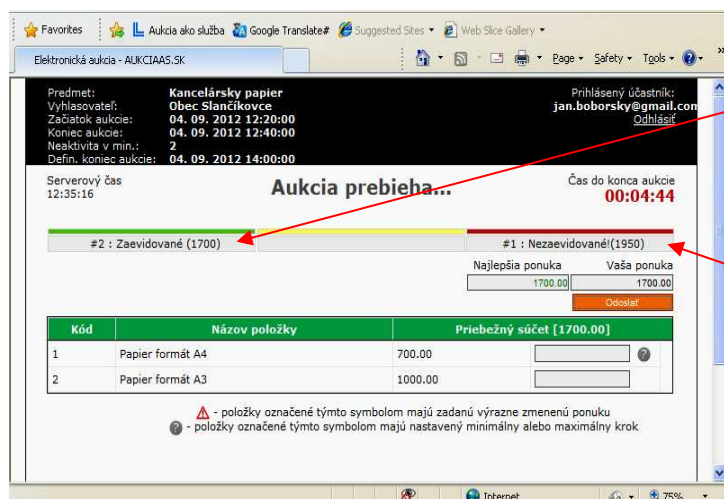 Favorites Aukcia ako služba Google Translate# Suggested Sites Web Slice Gallery
Elektronická aukcia - AUKCIAAS.SK Page Safety Tools
Predmet: Kancelársky papier
Vyhlasovateľ: Obec Slančíkovce
Začiatok aukcie: 04. 09. 2012 12:20:00
Koniec aukcie: 04. 09. 2012 12:40:00
Neaktivita v min.: 2
Defin. koniec aukcie: 04. 09. 2012 14:00:00
Prihlásený účastník:
jan.boborsky@gmail.com
Odhlásiť
Serverový čas
12:35:16
Aukcia prebieha...
Čas do konca aukcie
00:04:44
#2 : Zaevidované (1700) #1 : Nezaevidované!(1950)
Najlepšia ponuka Vaša ponuka
1700.00 1700.00
Odoslať
Kód Názov položky Priebežný súčet [1700.00]
1 Papier formát A4 700.00
2 Papier formát A3 1000.00
- položky označené týmto symbolom majú zadanú výrazne zmenenú ponuku
- položky označené týmto symbolom majú nastavený minimálny alebo maximálny krok
Internet 75%